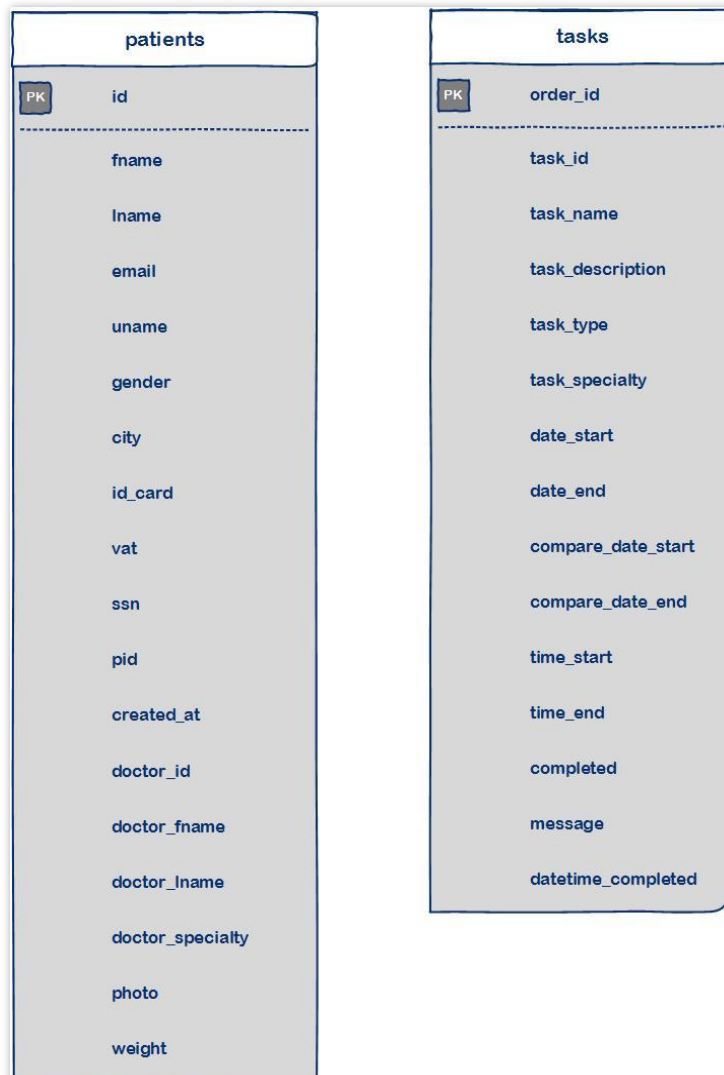 patients
PK id
fname
lname
email
uname
gender
city
id_card
vat
ssn
pid
created_at
doctor_id
doctor_fname
doctor_lname
doctor_specialty
photo
weight
tasks
PK order_id
task_id
task_name
task_description
task_type
task_specialty
date_start
date_end
compare_date_start
compare_date_end
time_start
time_end
completed
message
datetime_completed